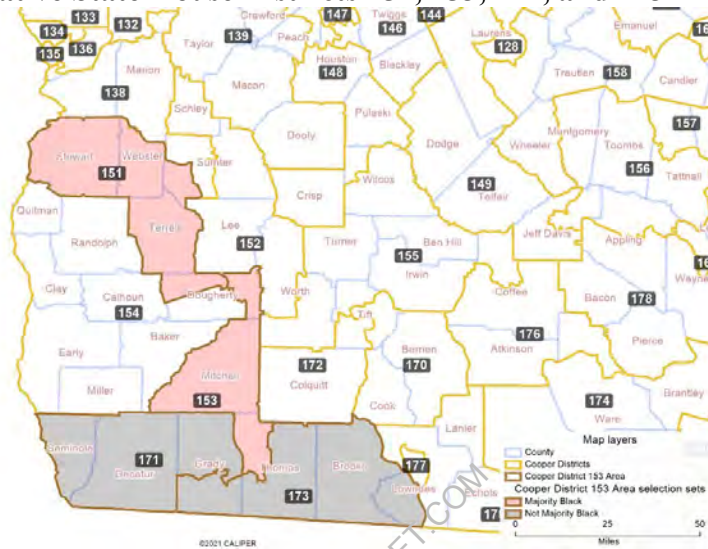 133
132
134
136
135
Crawford
Peach
147
Twiggs
144
146
Laurens
128
Emanuel
Taylor
139
Houston
148
Bleckley
Treutlen
158
Candler
Marion
138
Macon
Schley
Pulaski
Dooly
Dodge
Wheeler
Montgomery
Toombs
157
156
Tattnall
Stewart
Webster
151
Sumter
Crisp
Wilcox
149
Telfair
Quitman
Randolph
Terrell
Lee
152
Turner
Ben Hill
155
Irwin
Jeff Davis
Appling
Wayne
Clay
Calhoun
154
Dougherty
Worth
Tift
Coffee
Bacon
178
Early
Baker
Mitchell
153
172
Colquitt
Berrien
170
176
Atkinson
Pierce
Miller
Cook
Lanier
174
Ware
Brantley
Seminole
171
Decatur
Grady
Thomas
173
Brooks
177
Lowndes
Echols
Map layers
County
Cooper Districts
Cooper District 153 Area
Cooper District 153 Area selection sets
Majority Black
Not Majority Black
0 25 50
Miles
©2021 CALIPER